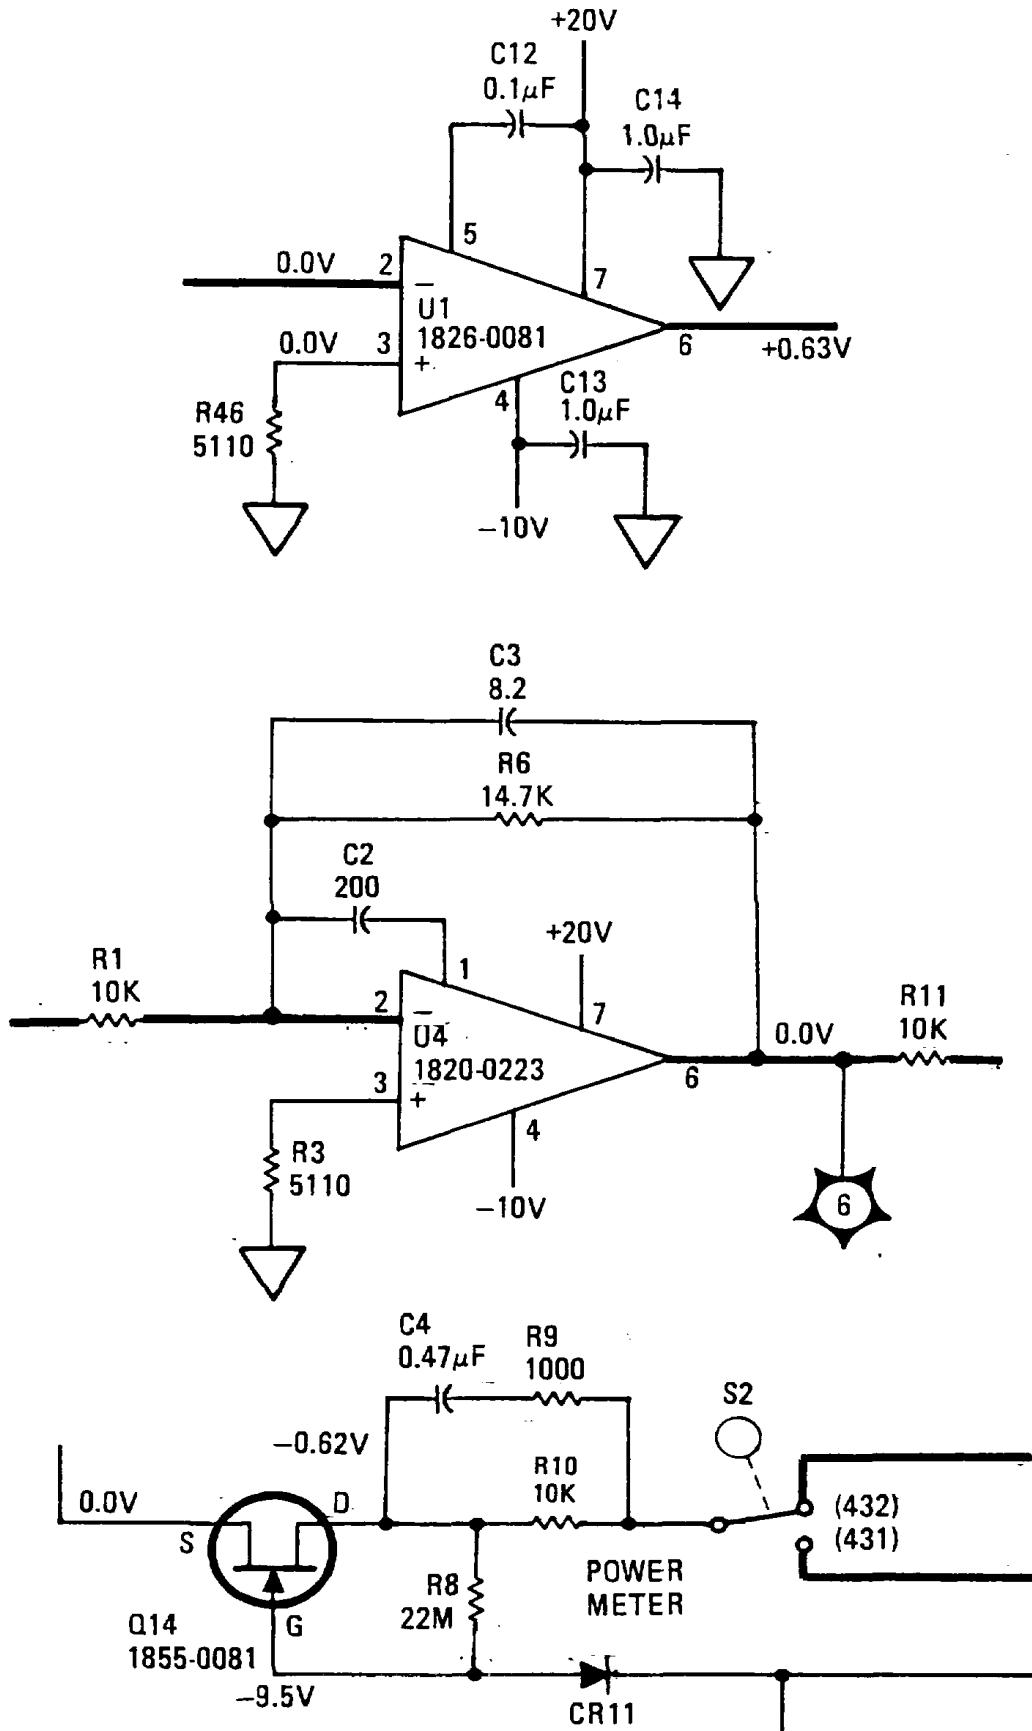 +20V
C12
0.1μF
C14
1.0μF
5
7
0.0V
2
−
U1
1826-0081
0.0V
3
+
6
+0.63V
R46
5110
4
C13
1.0μF
−10V
C3
8.2
R6
14.7K
C2
200
+20V
R1
10K
1
2
−
U4
1820-0223
7
R11
10K
0.0V
3
+
6
4
R3
5110
−10V
6
C4
0.47μF
R9
1000
S2
−0.62V
R10
10K
0.0V
D
S
(432)
(431)
POWER
METER
R8
22M
Q14
1855-0081
G
−9.5V
CR11